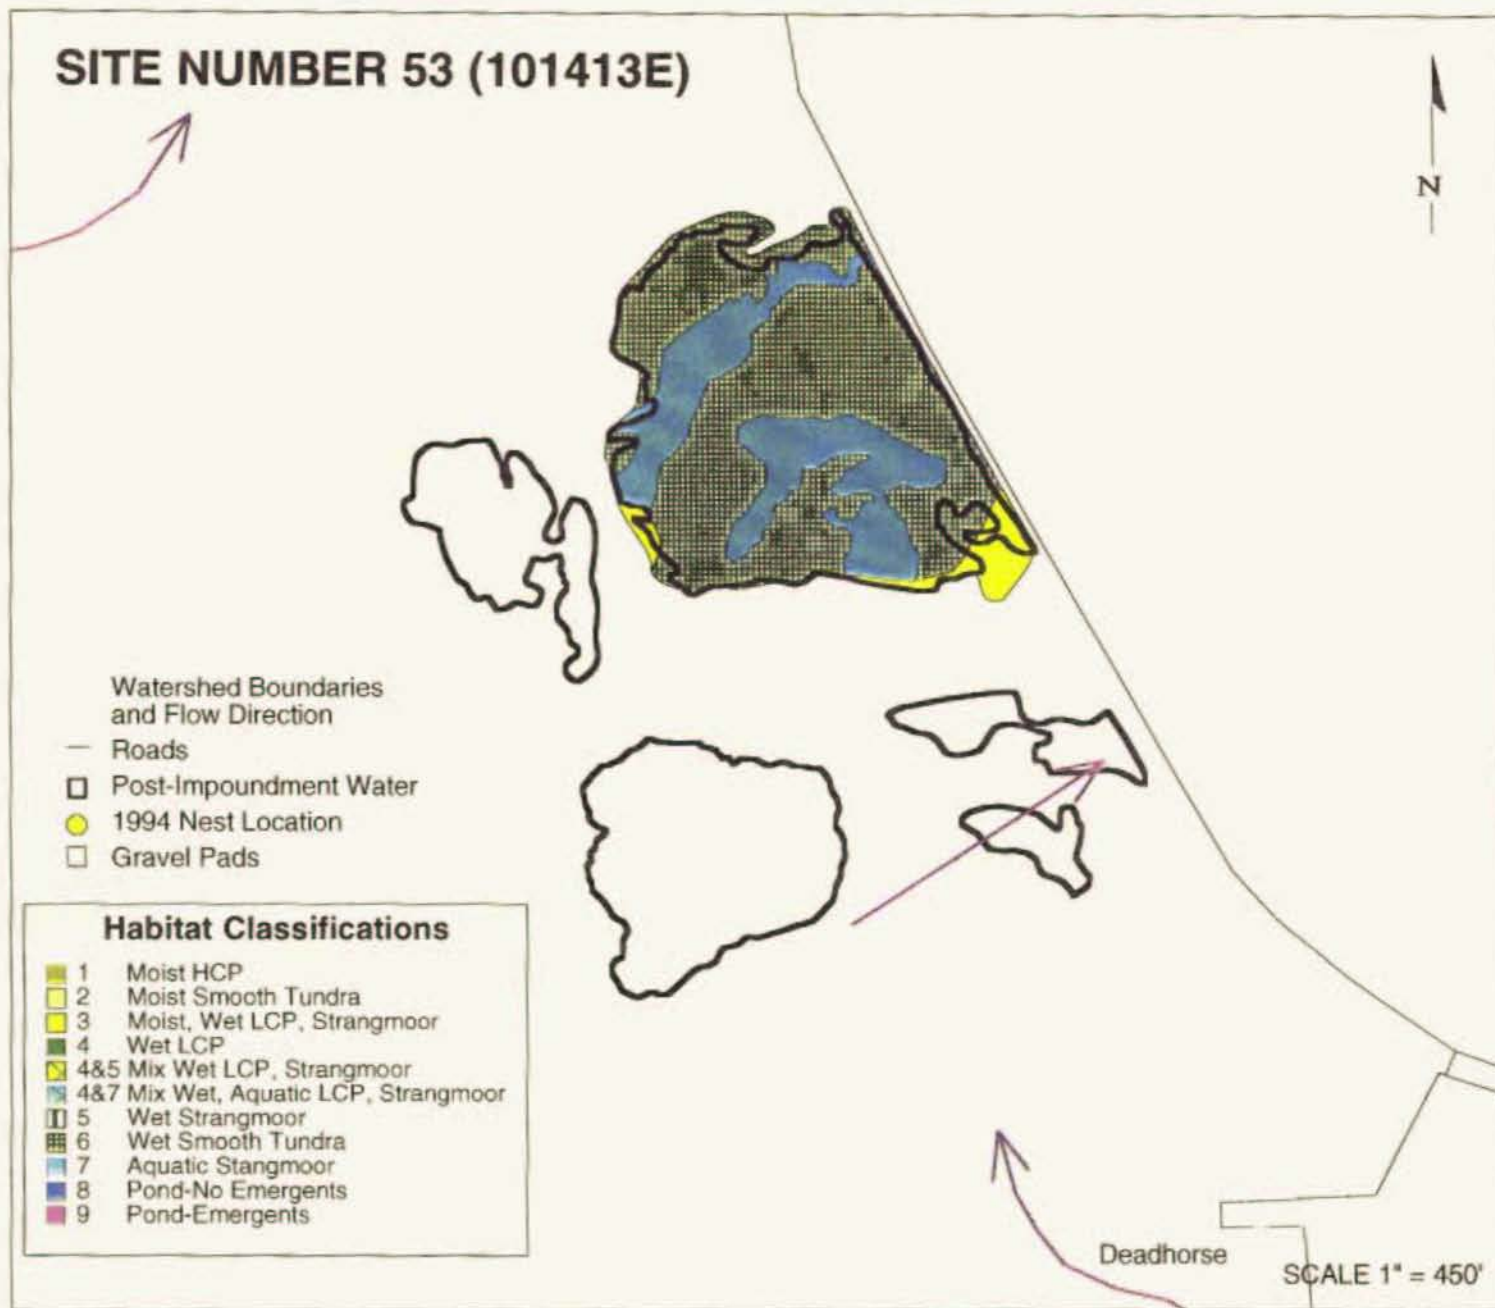 SITE NUMBER 53 (101413E)
N
Watershed Boundaries
and Flow Direction
Roads
Post-Impoundment Water
1994 Nest Location
Gravel Pads
Habitat Classifications
1 Moist HCP
2 Moist Smooth Tundra
3 Moist, Wet LCP, Strangmoor
4 Wet LCP
4&5 Mix Wet LCP, Strangmoor
4&7 Mix Wet, Aquatic LCP, Strangmoor
5 Wet Strangmoor
6 Wet Smooth Tundra
7 Aquatic Stangmoor
8 Pond-No Emergents
9 Pond-Emergents
Deadhorse
SCALE 1" = 450'